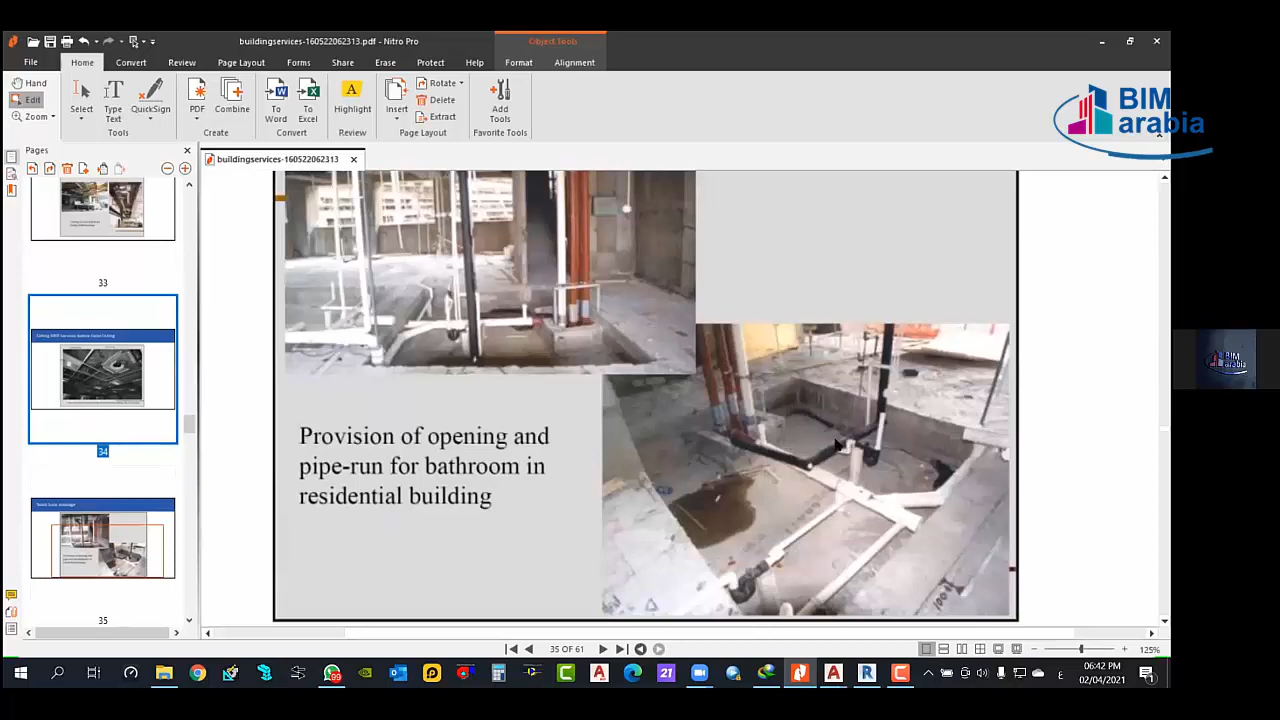 buildingservices-160522062313.pdf - Nitro Pro
Object Tools
File
Home
Convert
Review
Page Layout
Forms
Share
Erase
Protect
Help
Format
Alignment
Hand
Edit
Zoom
Select
Type
Text
QuickSign
Tools
PDF
Combine
Create
To
Word
To
Excel
Convert
Highlight
Review
Insert
Rotate
Delete
Extract
Page Layout
Add
Tools
Favorite Tools
BIM
arabia
Pages
buildingservices-160522062313
33
34
35
Provision of opening and
pipe-run for bathroom in
residential building
BIM
arabia
35 OF 61
125%
99
21
06:42 PM
02/04/2021
ع